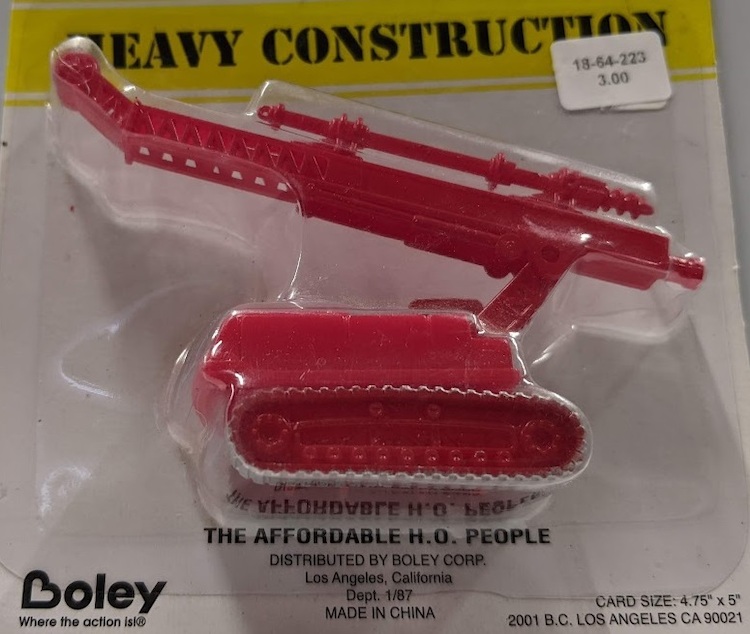 HEAVY CONSTRUCTION
18-64-223
3.00
THE AFFORDABLE H.O. PEOPLE
THE AFFORDABLE H.O. PEOPLE
DISTRIBUTED BY BOLEY CORP.
Los Angeles, California
Dept. 1/87
MADE IN CHINA
Boley
Where the action is!®
CARD SIZE: 4.75" x 5"
2001 B.C. LOS ANGELES CA 90021